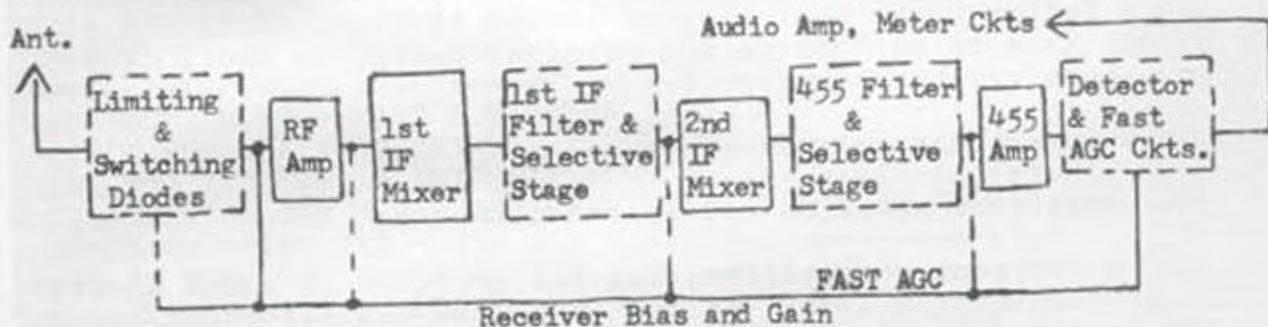 Audio Amp, Meter Ckts
Ant.
Limiting
&
Switching
Diodes
RF
Amp
1st
IF
Mixer
1st IF
Filter &
Selective
Stage
2nd
IF
Mixer
455 Filter
&
Selective
Stage
455
Amp
Detector
& Fast
AGC Ckts.
FAST AGC
Receiver Bias and Gain